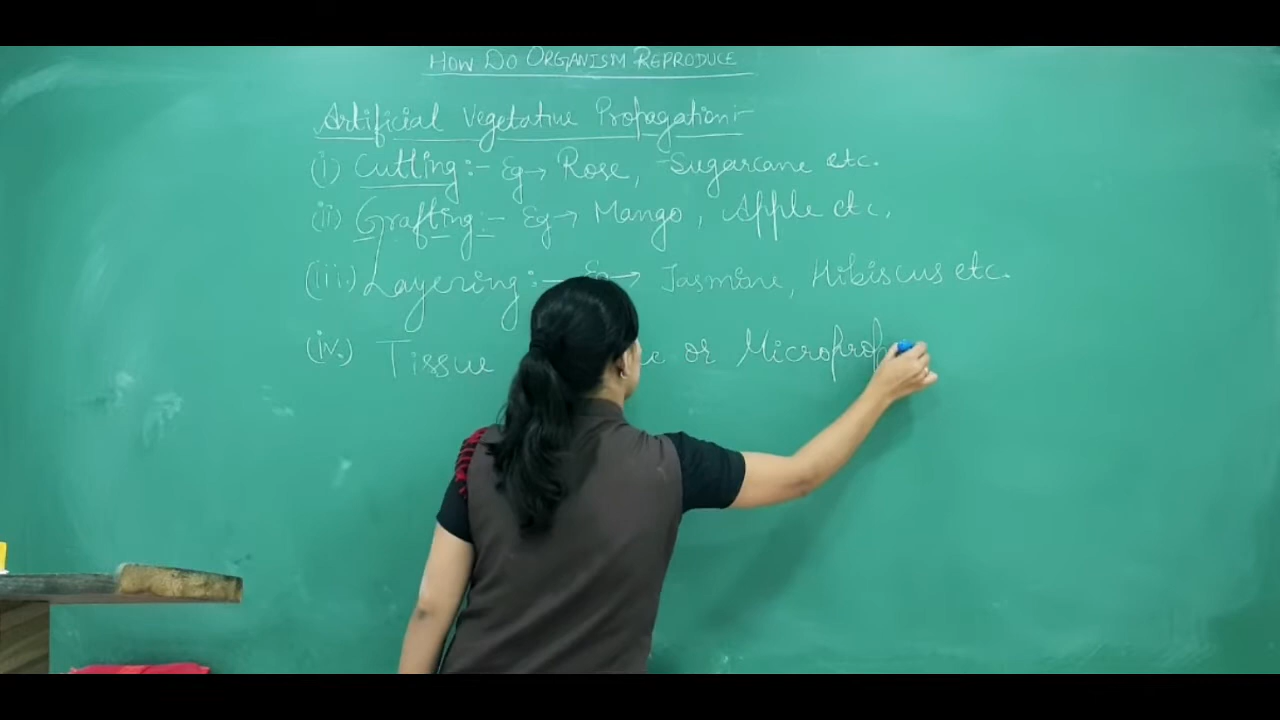 HOW DO ORGANISM REPRODUCE
Artificial Vegetative Propagation:-
(i) Cutting:- Eg→ Rose, Sugarcane etc.
(ii) Grafting:- Eg→ Mango, Apple etc,
(iii.) Layering:- Eg→ Jasmine, Hibiscus etc.
(iv.) Tissue or Microprop